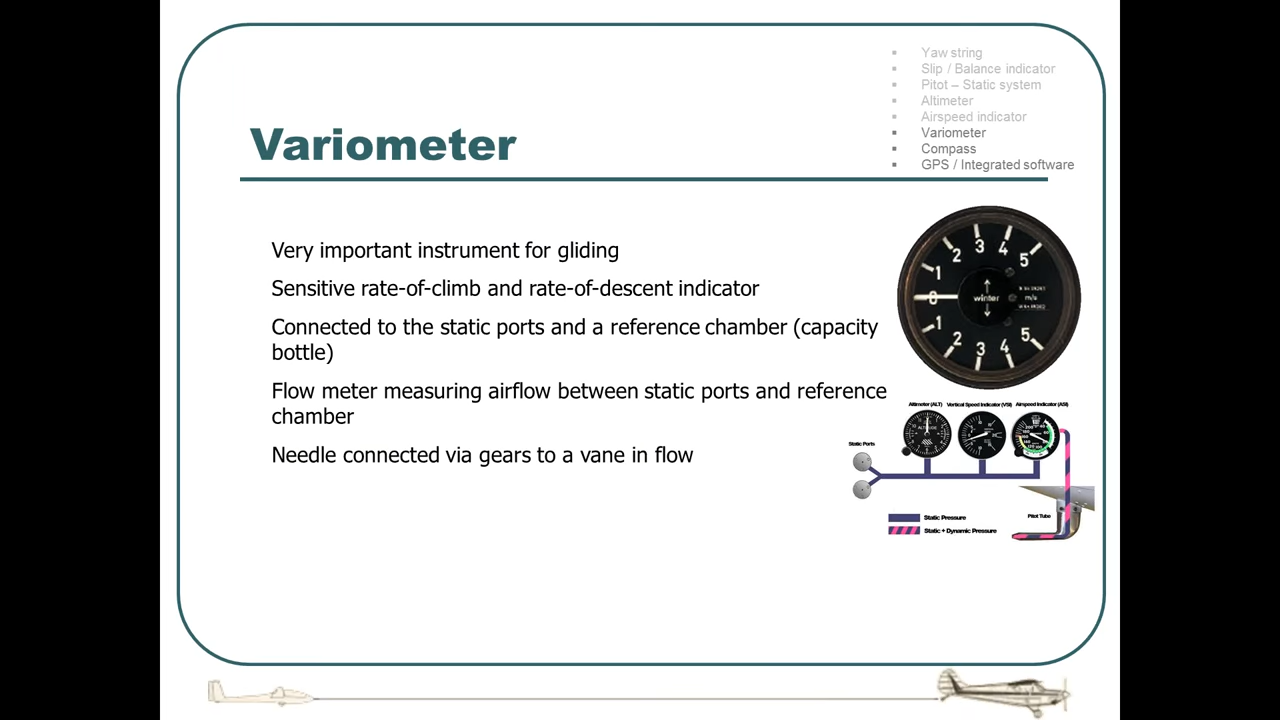 Yaw string
Slip / Balance indicator
Pitot – Static system
Altimeter
Airspeed indicator
Variometer
Compass
GPS / Integrated software
Variometer
Very important instrument for gliding
Sensitive rate-of-climb and rate-of-descent indicator
Connected to the static ports and a reference chamber (capacity
bottle)
Flow meter measuring airflow between static ports and reference
chamber
Needle connected via gears to a vane in flow
1 2 3 4 5
0
winter
m/s
1 2 3 4 5
Altimeter (ALT) Vertical Speed Indicator (VSI) Airspeed Indicator (ASI)
ALTITUDE
Static Ports
Static Pressure
Static + Dynamic Pressure
Pitot Tube